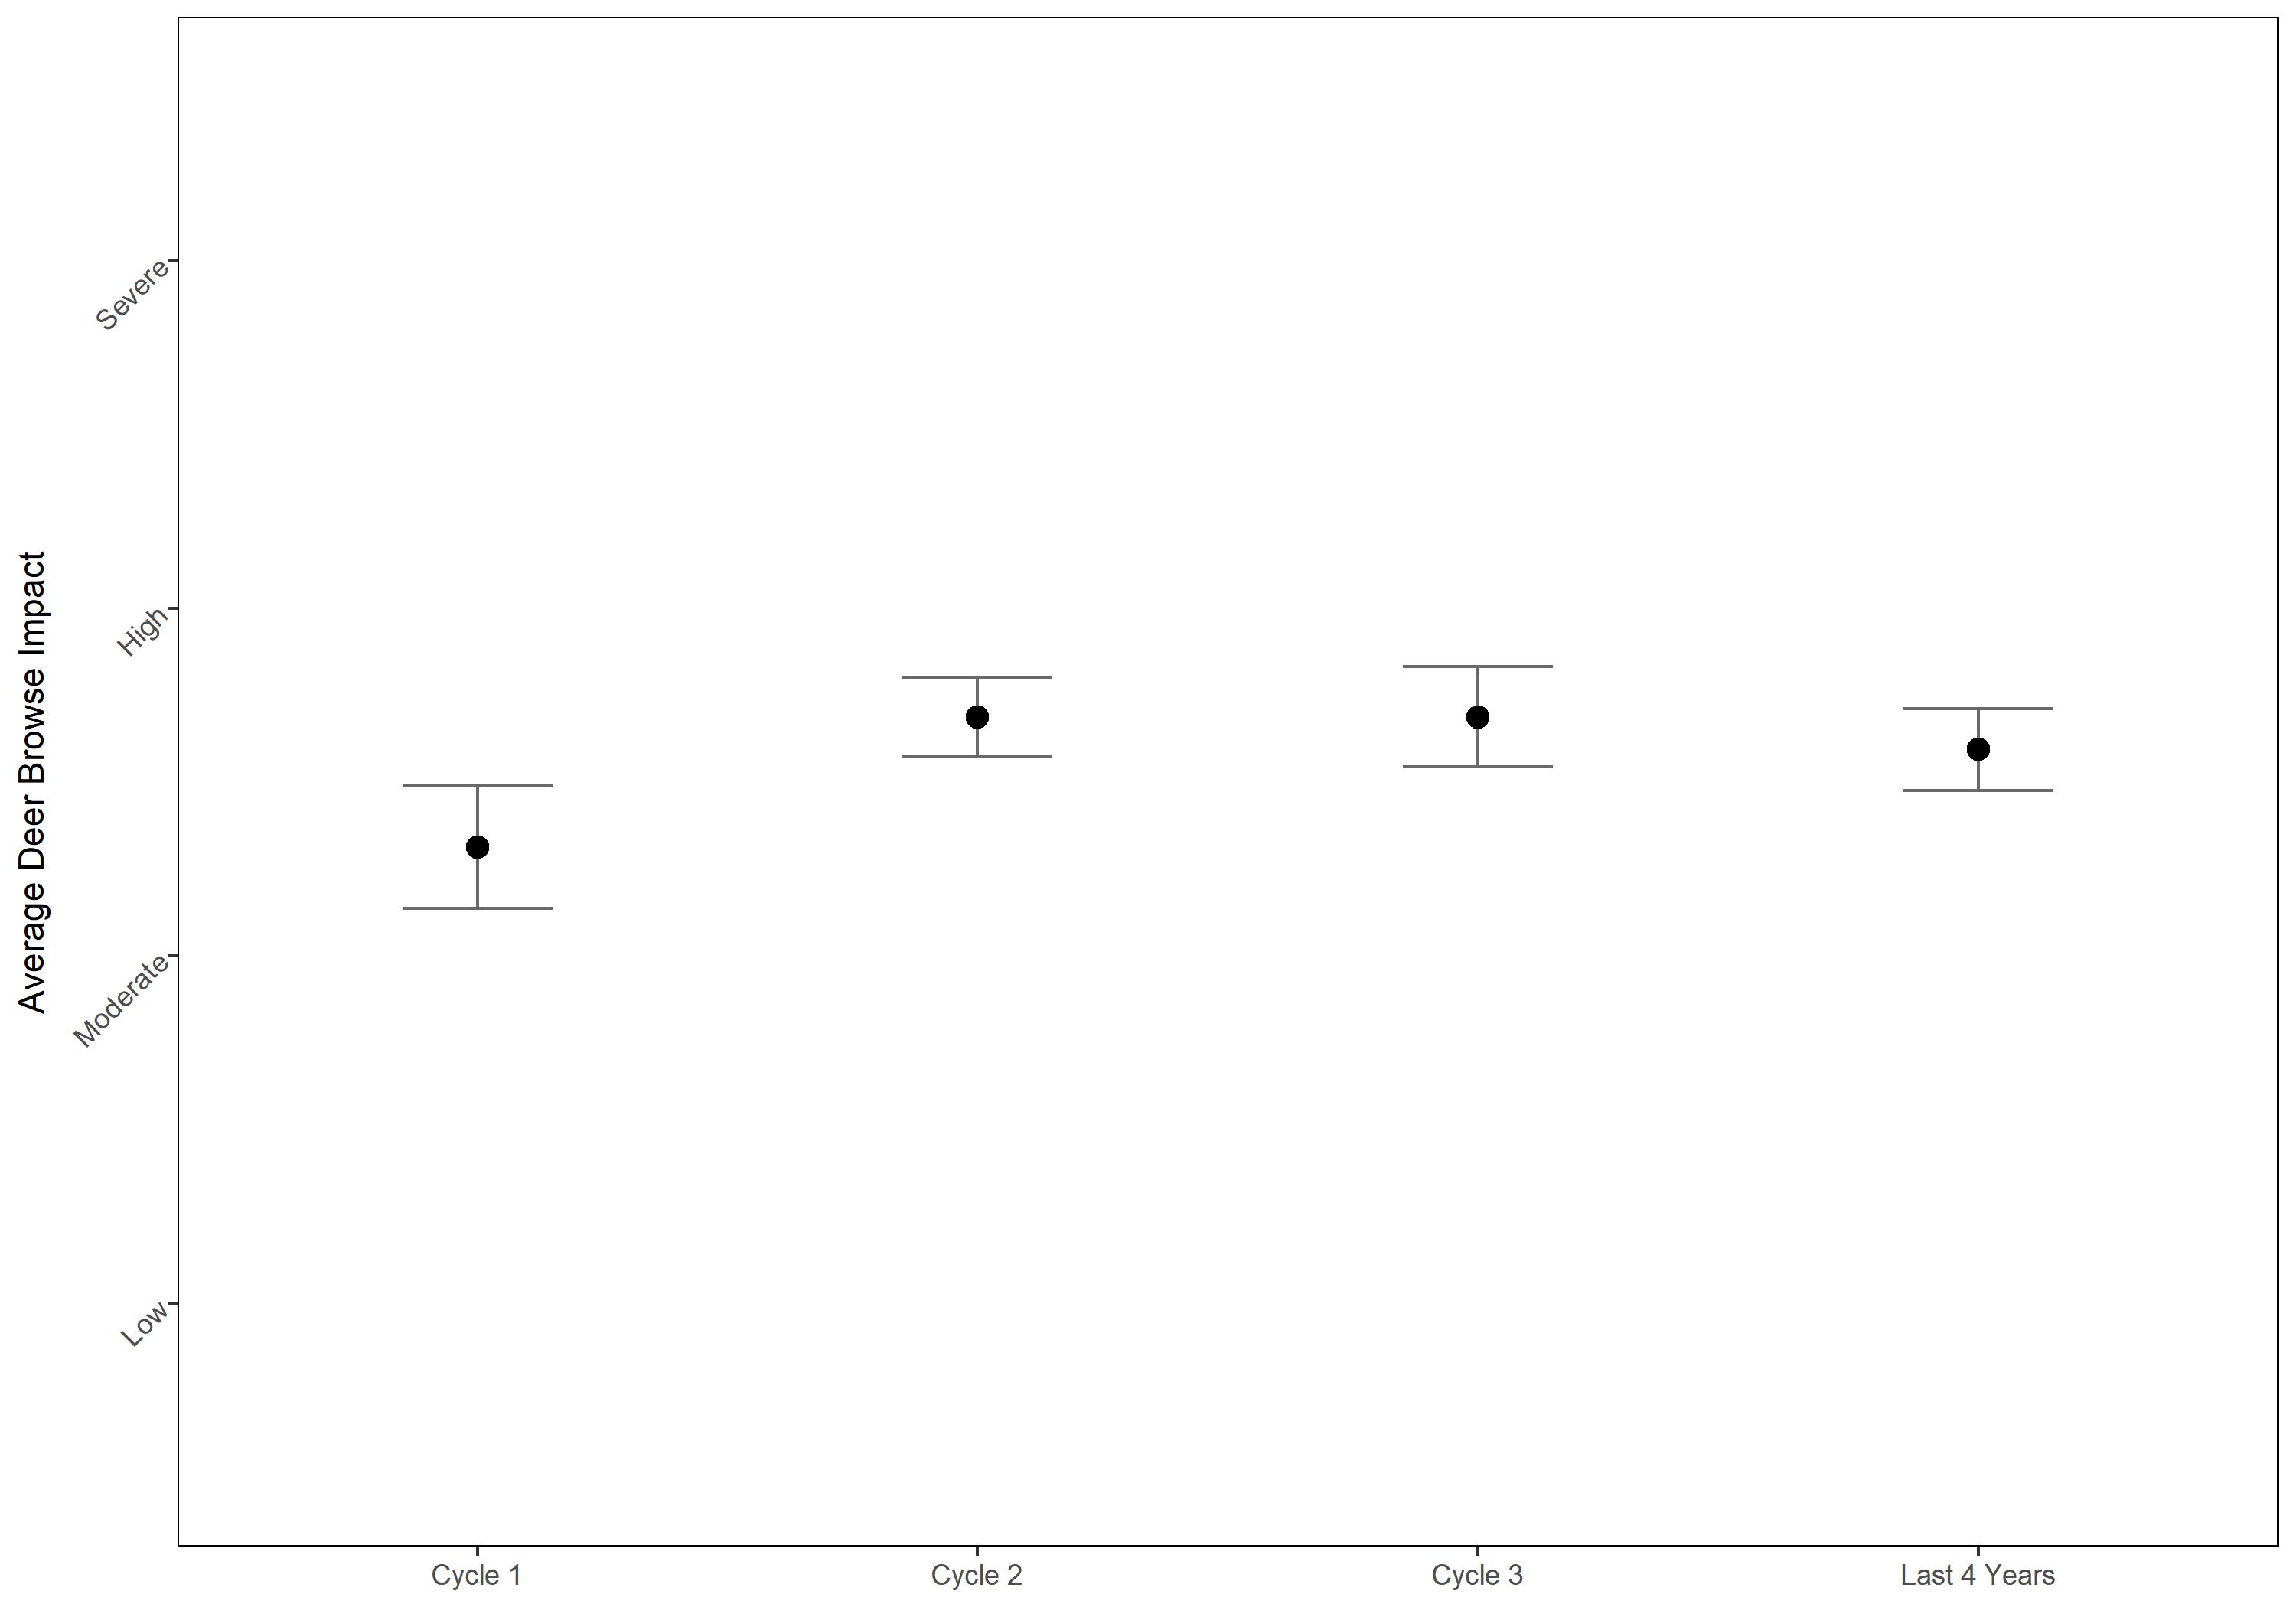 Average Deer Browse Impact
Severe
High
Moderate
Low
Cycle 1
Cycle 2
Cycle 3
Last 4 Years